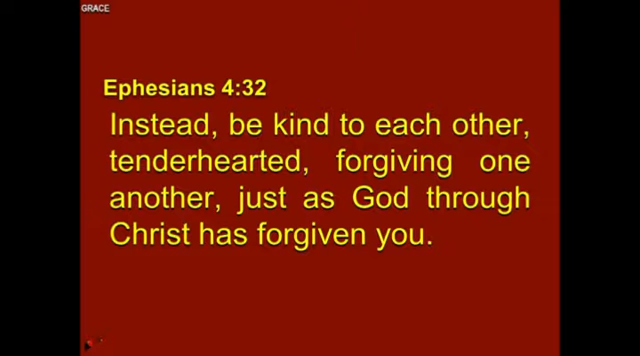 GRACE
Ephesians 4:32
Instead, be kind to each other,
tenderhearted, forgiving one
another, just as God through
Christ has forgiven you.